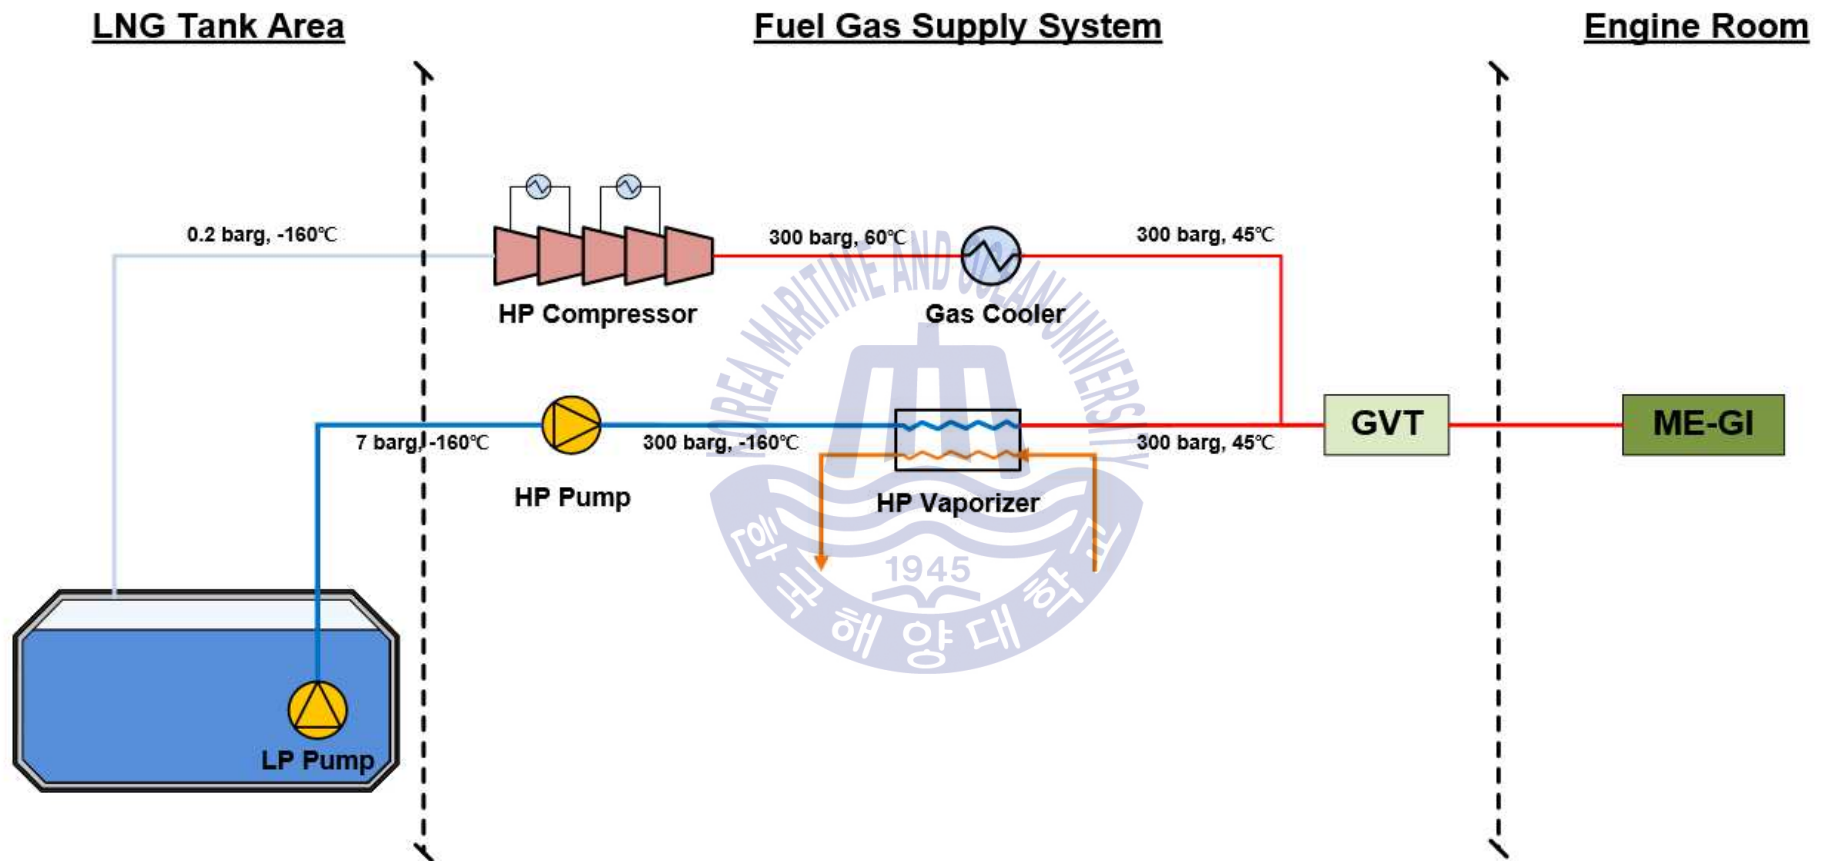 LNG Tank Area
Fuel Gas Supply System
Engine Room
0.2 barg, -160℃
300 barg, 60℃
300 barg, 45℃
HP Compressor
Gas Cooler
7 barg, -160℃
300 barg, -160℃
300 barg, 45℃
GVT
ME-GI
HP Pump
HP Vaporizer
LP Pump
KOREA MARITIME AND OCEAN UNIVERSITY
1945
한국해양대학교